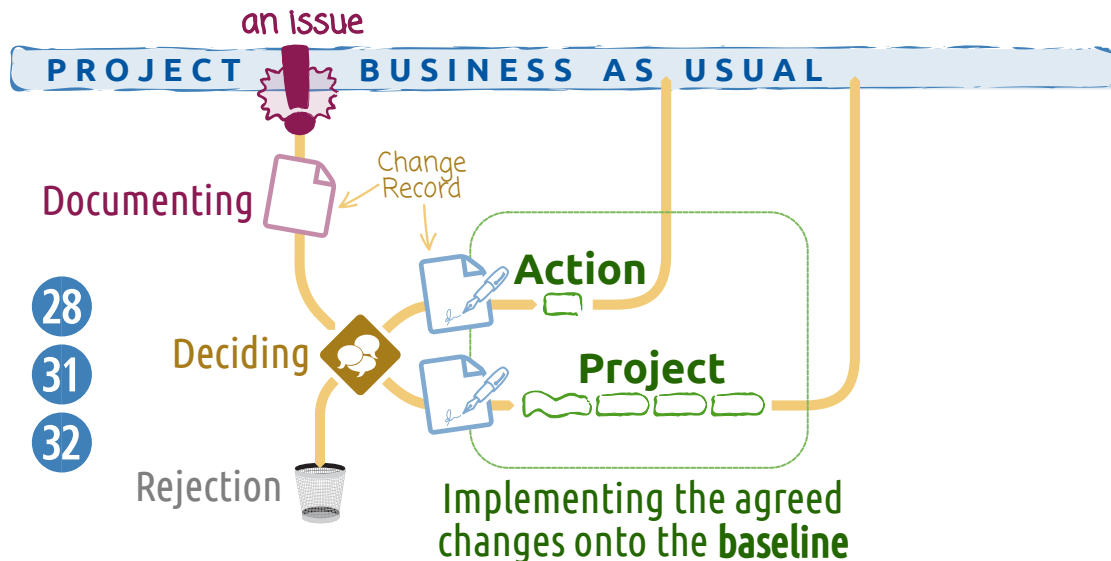 an issue
PROJECT BUSINESS AS USUAL
Change
Record
Documenting
Action
28
Deciding
31
Project
32
Rejection
Implementing the agreed
changes onto the baseline